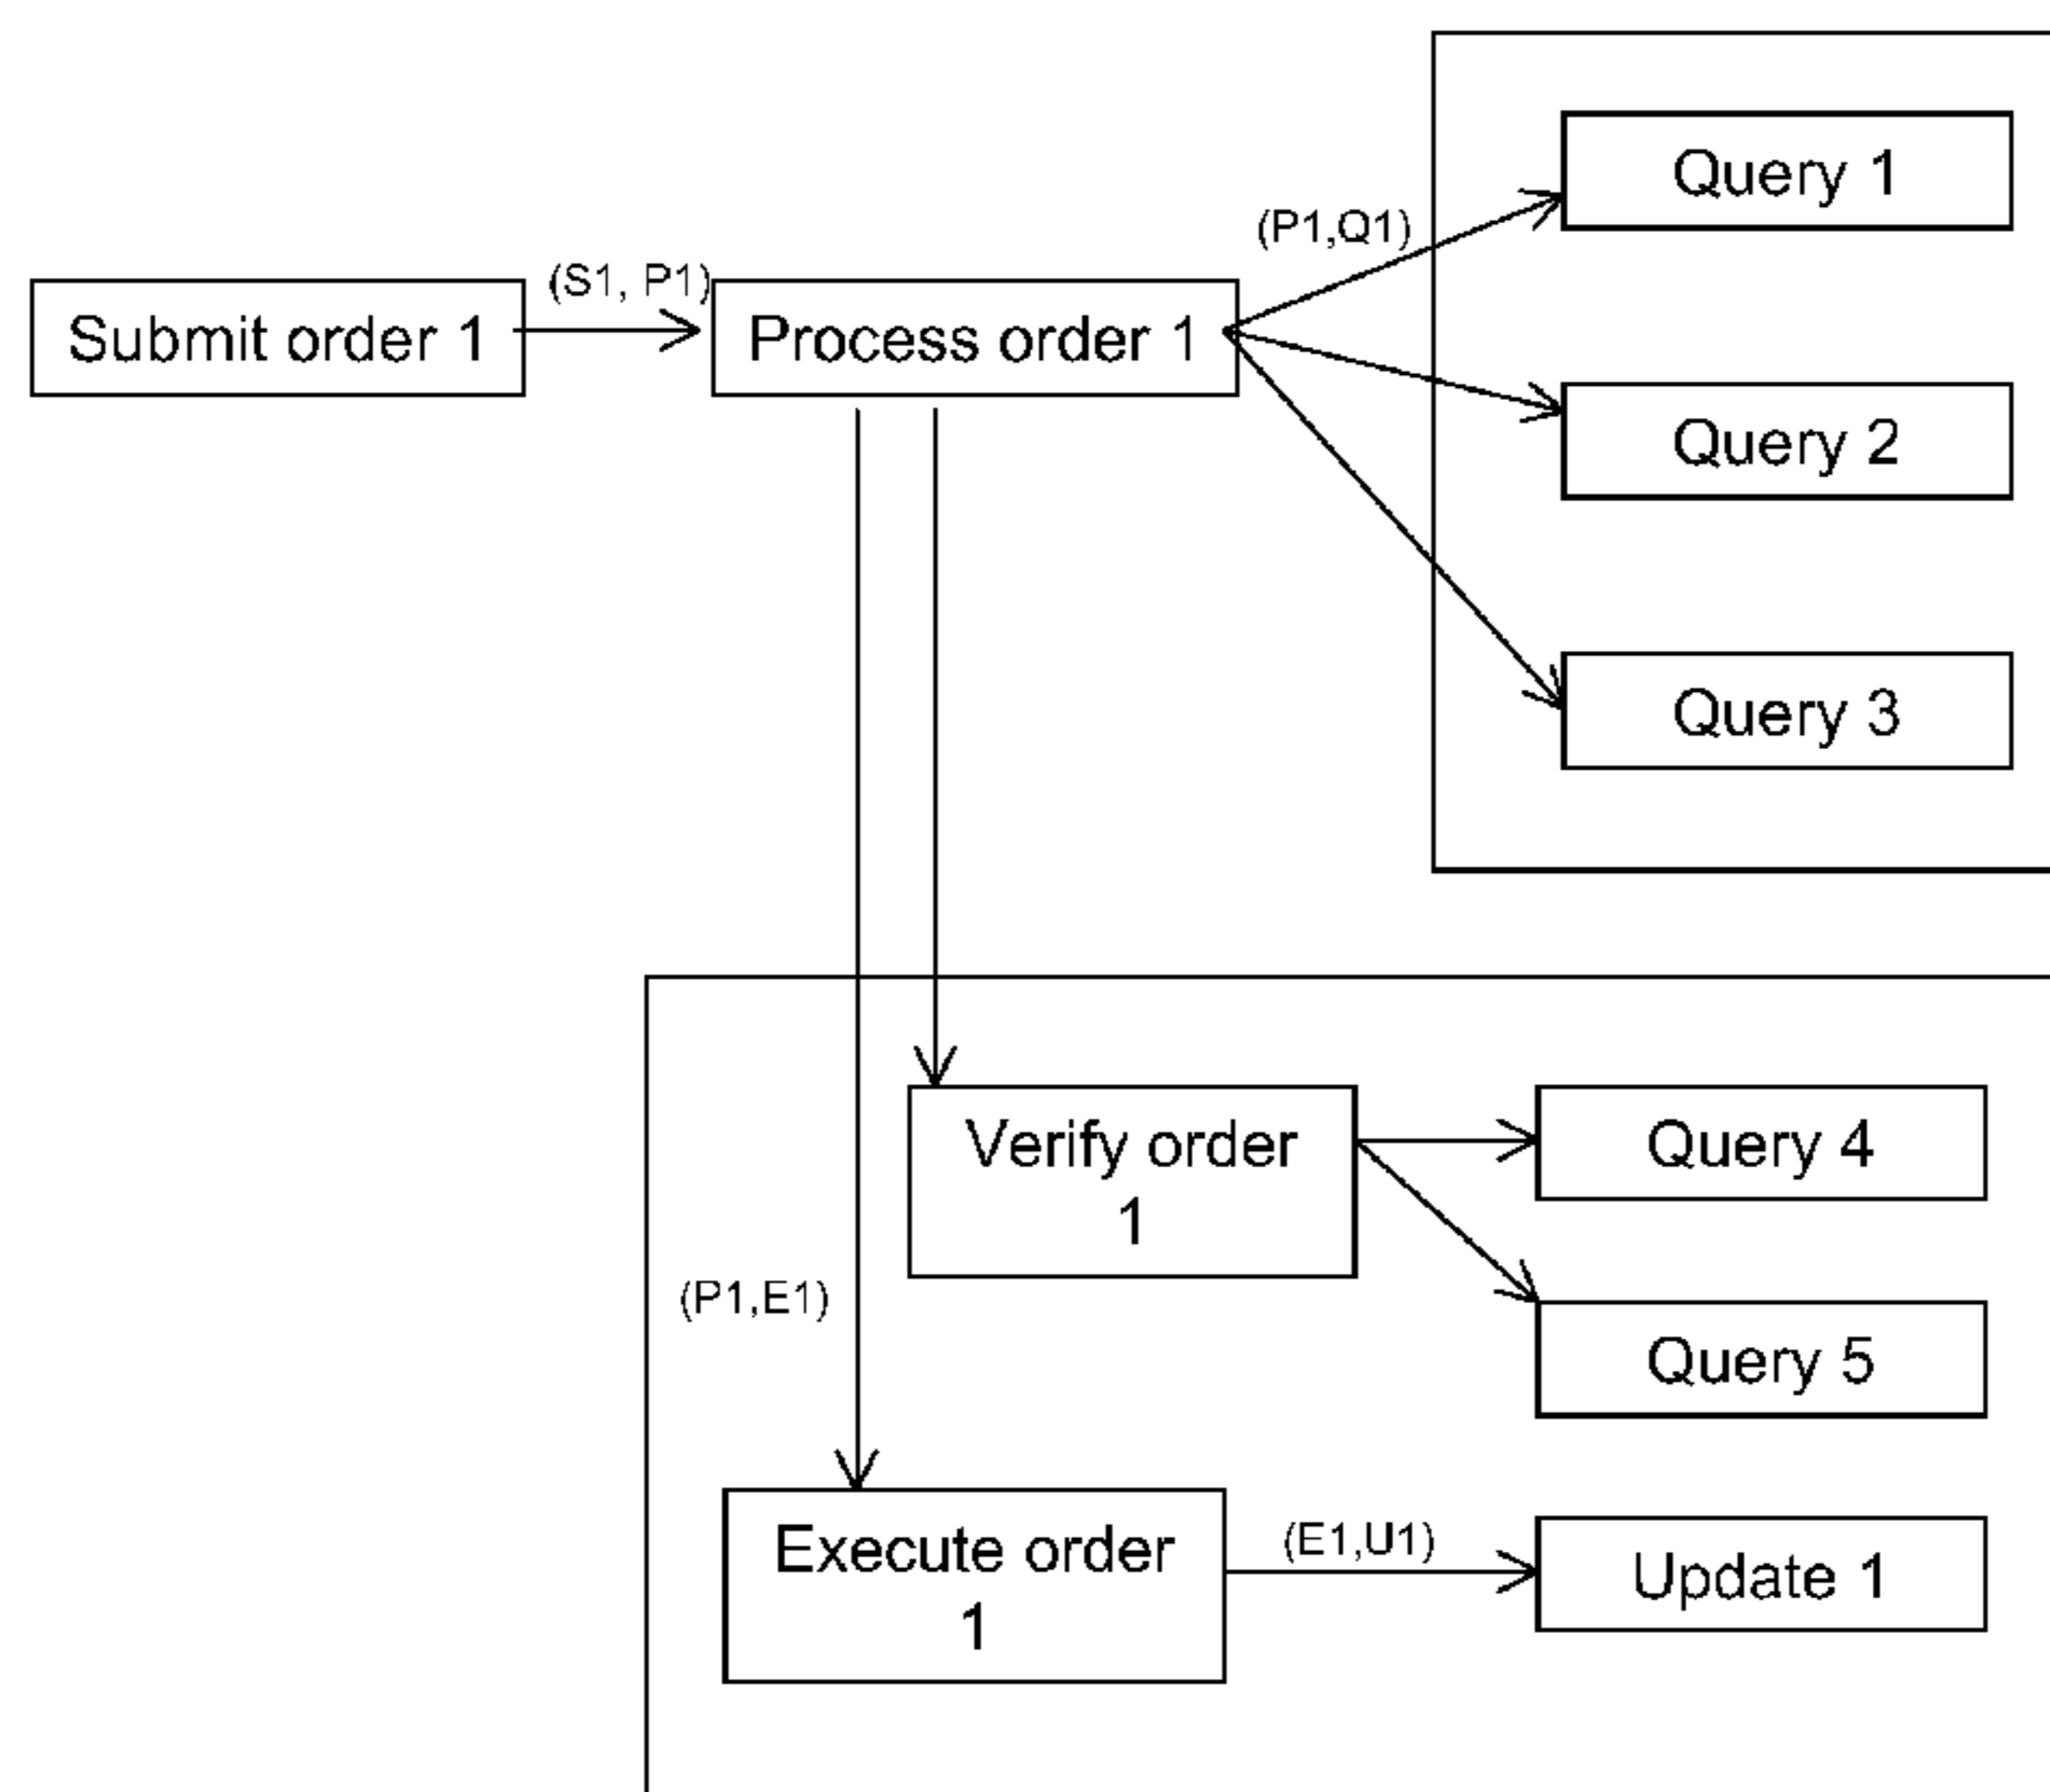 Query 1
(P1,Q1)
(S1, P1)
Submit order 1
Process order 1
Query 2
Query 3
Verify order
1
Query 4
(P1,E1)
Query 5
Execute order
1
(E1,U1)
Update 1